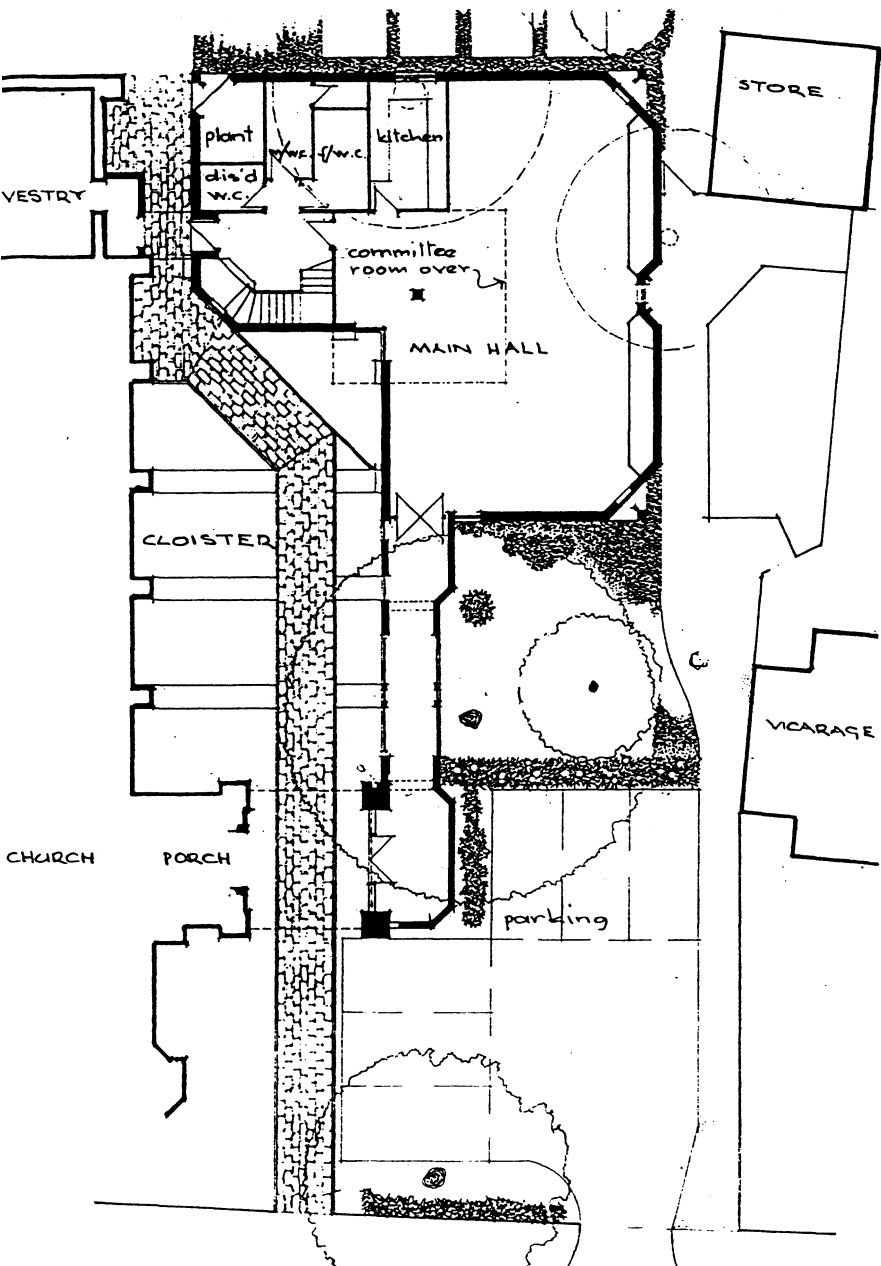 STORE
plant
m/w.c.
f/w.c.
kitchen
dis'd
w.c.
VESTRY
committee
room over
MAIN HALL
CLOISTER
VICARAGE
CHURCH
PORCH
parking